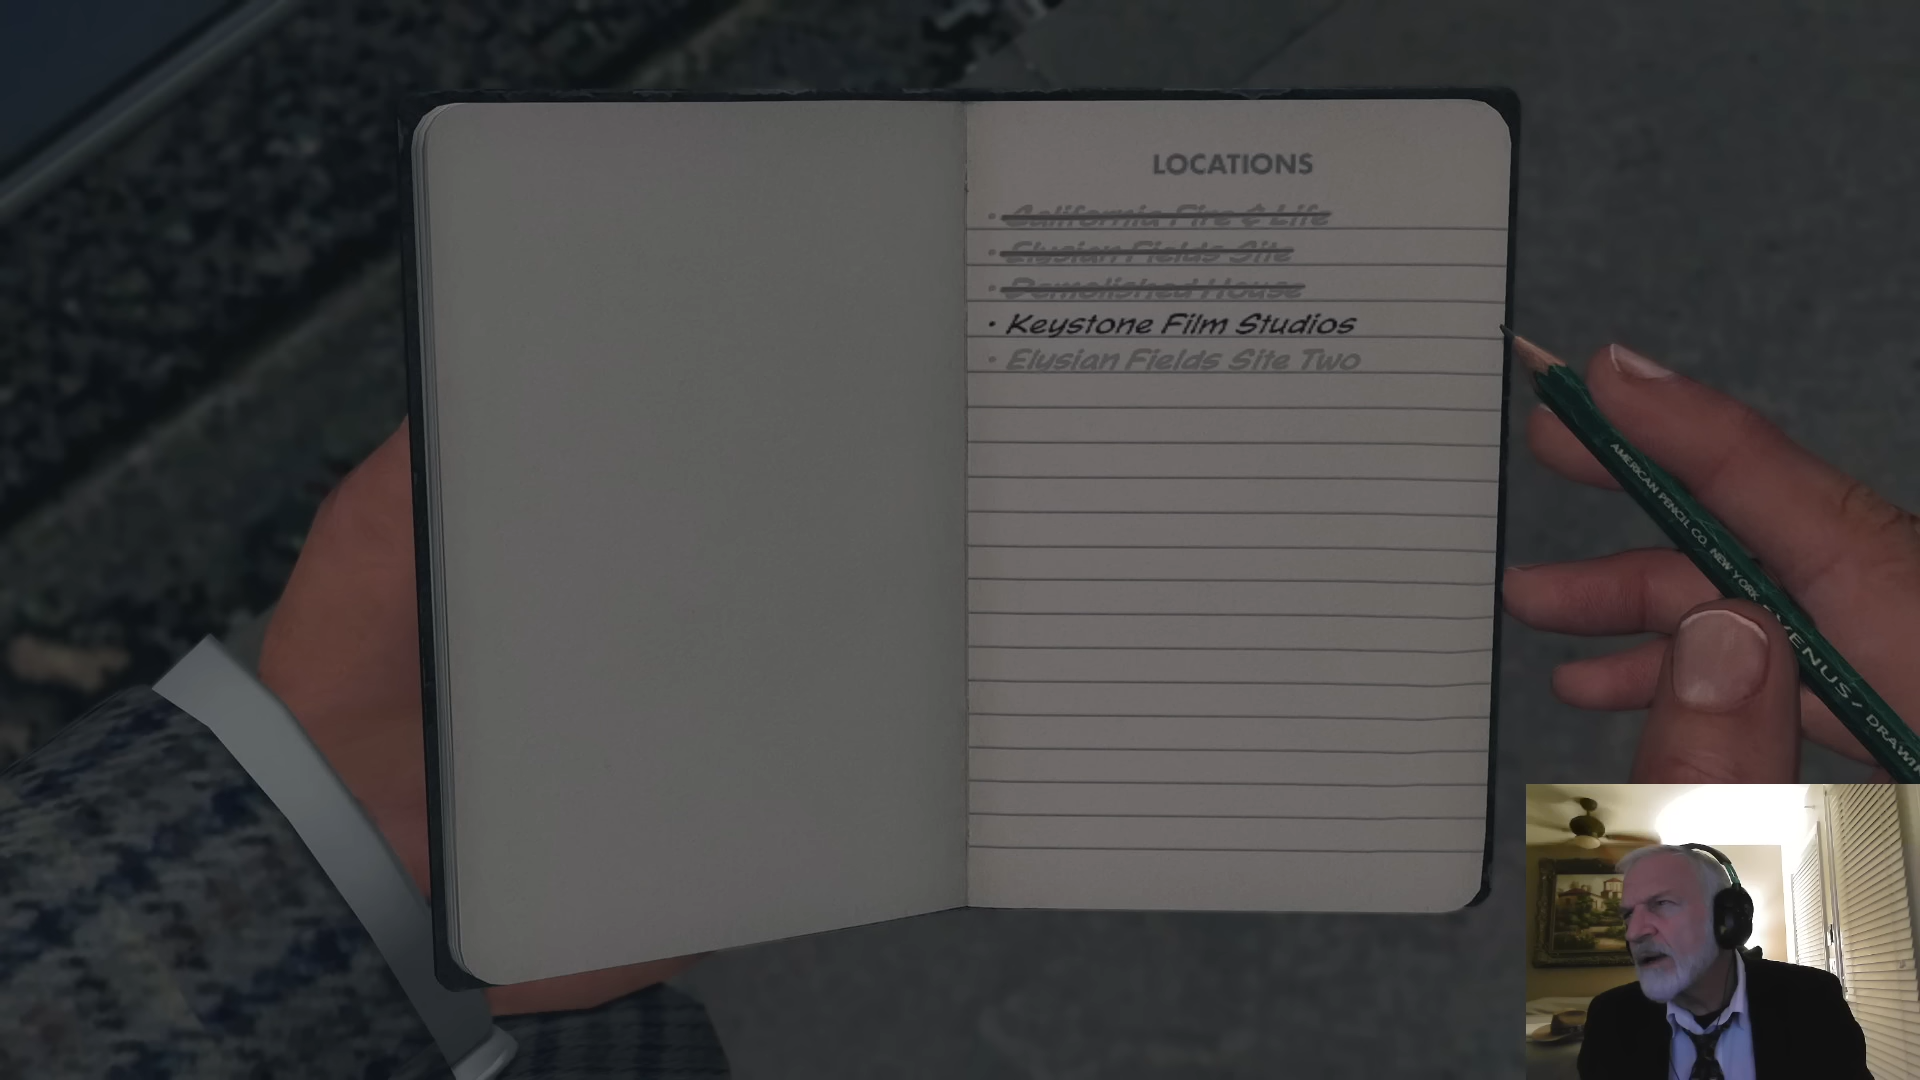 LOCATIONS
• California Fire & Life
• Elysian Fields Site
• Demolished House
• Keystone Film Studios
• Elysian Fields Site Two
AMERICAN PENCIL CO. NEW YORK
VENUS